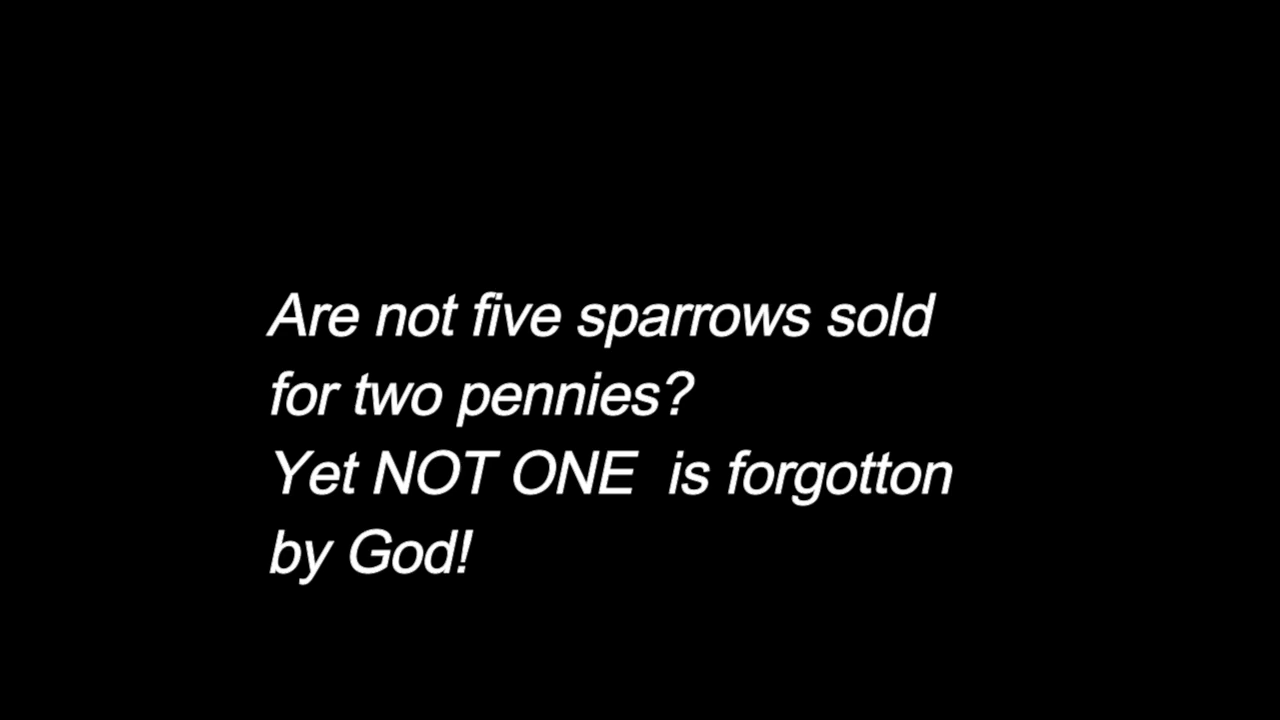 Are not five sparrows sold
for two pennies?
Yet NOT ONE  is forgotton
by God!